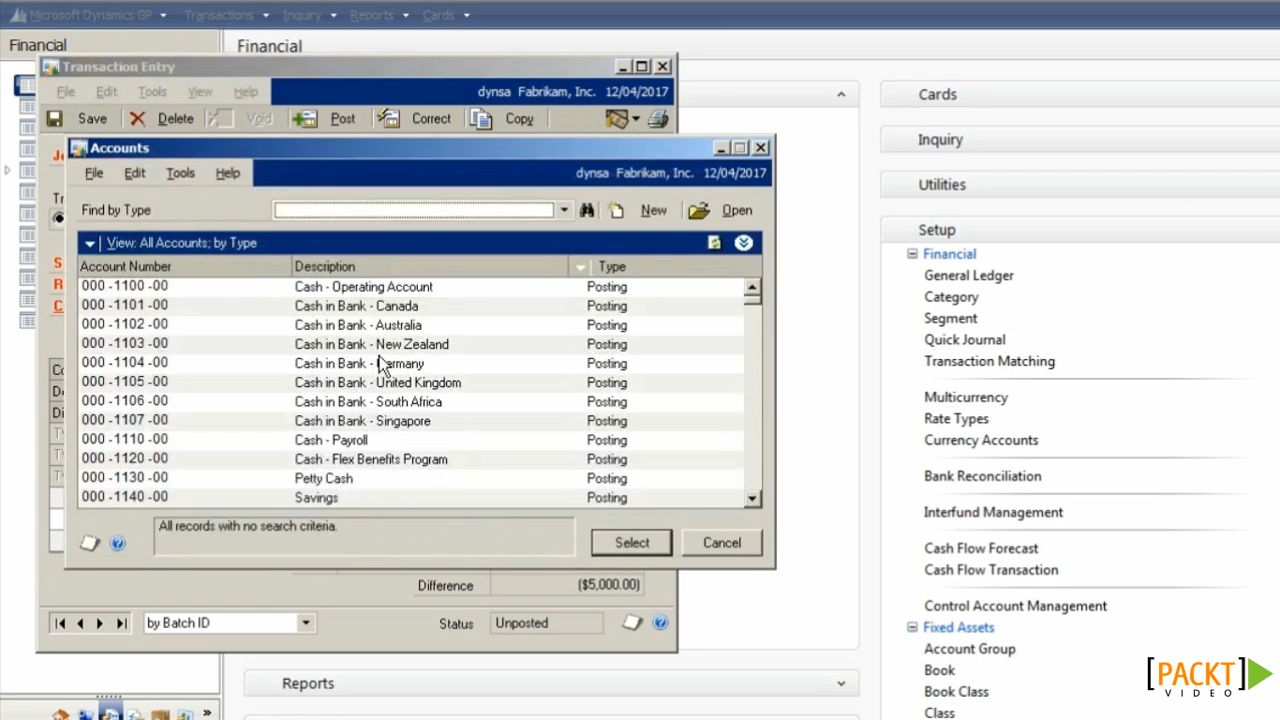 Microsoft Dynamics GP Transactions Inquiry Reports Cards
Financial
Financial
Transaction Entry
File Edit Tools View Help
dynsa Fabrikam, Inc. 12/04/2017
Save Delete Void Post Correct Copy
Accounts
File Edit Tools Help
dynsa Fabrikam, Inc. 12/04/2017
Find by Type
New Open
View: All Accounts; by Type
Account Number Description Type
000 -1100 -00 Cash - Operating Account Posting
000 -1101 -00 Cash in Bank - Canada Posting
000 -1102 -00 Cash in Bank - Australia Posting
000 -1103 -00 Cash in Bank - New Zealand Posting
000 -1104 -00 Cash in Bank - Germany Posting
000 -1105 -00 Cash in Bank - United Kingdom Posting
000 -1106 -00 Cash in Bank - South Africa Posting
000 -1107 -00 Cash in Bank - Singapore Posting
000 -1110 -00 Cash - Payroll Posting
000 -1120 -00 Cash - Flex Benefits Program Posting
000 -1130 -00 Petty Cash Posting
000 -1140 -00 Savings Posting
All records with no search criteria.
Select Cancel
Difference ($5,000.00)
by Batch ID
Status Unposted
Reports
Cards
Inquiry
Utilities
Setup
Financial
General Ledger
Category
Segment
Quick Journal
Transaction Matching
Multicurrency
Rate Types
Currency Accounts
Bank Reconciliation
Interfund Management
Cash Flow Forecast
Cash Flow Transaction
Control Account Management
Fixed Assets
Account Group
Book
Book Class
Class
[PACKT]
VIDEO